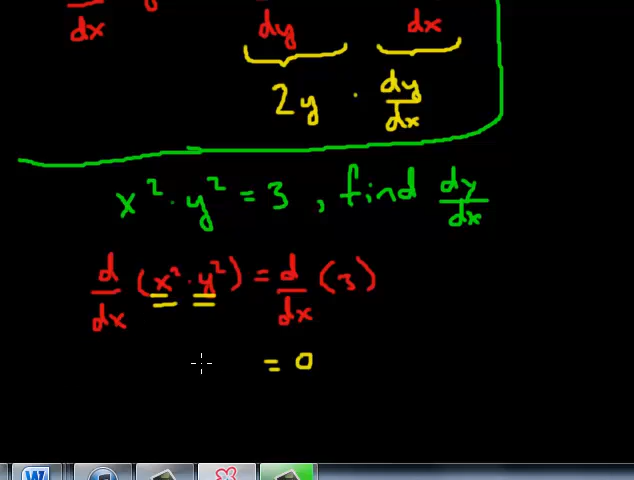 d/dx dy dx
2y · dy/dx
x² · y² = 3 , find dy/dx
d/dx (x² · y²) = d/dx (3)
= 0